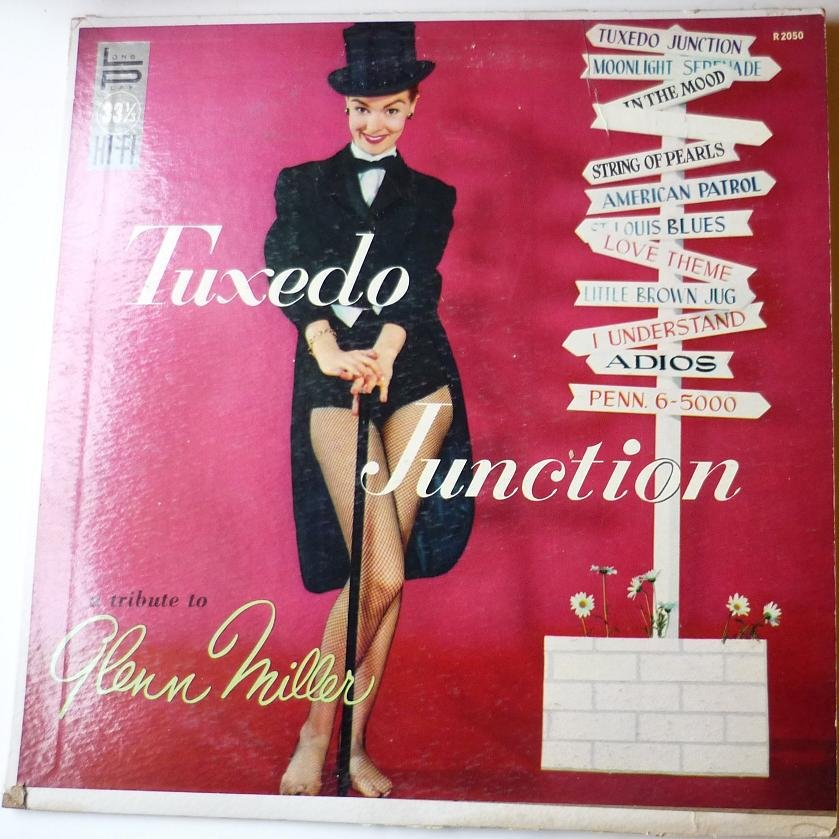 LONG
LP
PLAY
33⅓
HI-FI
R 2050
TUXEDO JUNCTION
MOONLIGHT SERENADE
IN THE MOOD
STRING OF PEARLS
AMERICAN PATROL
ST. LOUIS BLUES
LOVE THEME
LITTLE BROWN JUG
I UNDERSTAND
ADIOS
PENN. 6-5000
Tuxedo
Junction
a tribute to
Glenn Miller